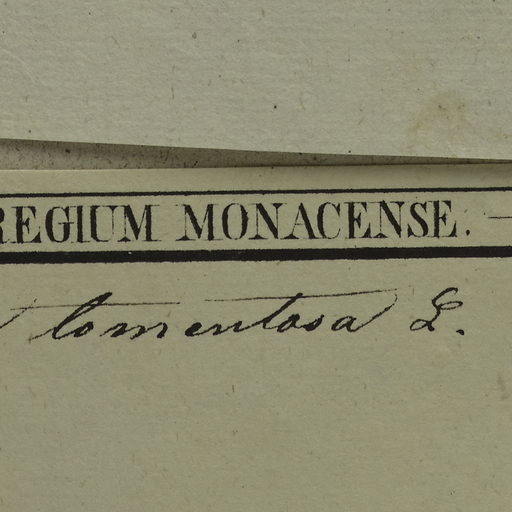 REGIUM MONACENSE. —
tomentosa L.